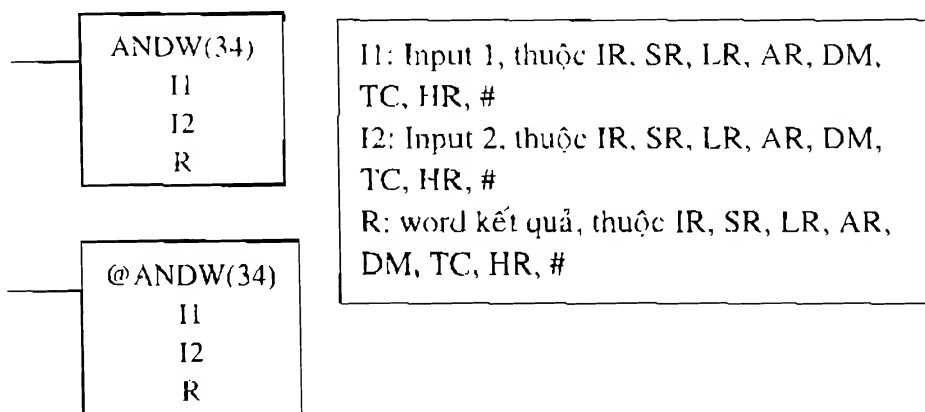 ANDW(34)
I1
I2
R
I1: Input 1, thuộc IR, SR, LR, AR, DM,
TC, HR, #
I2: Input 2, thuộc IR, SR, LR, AR, DM,
TC, HR, #
R: word kết quả, thuộc IR, SR, LR, AR,
DM, TC, HR, #
@ANDW(34)
I1
I2
R